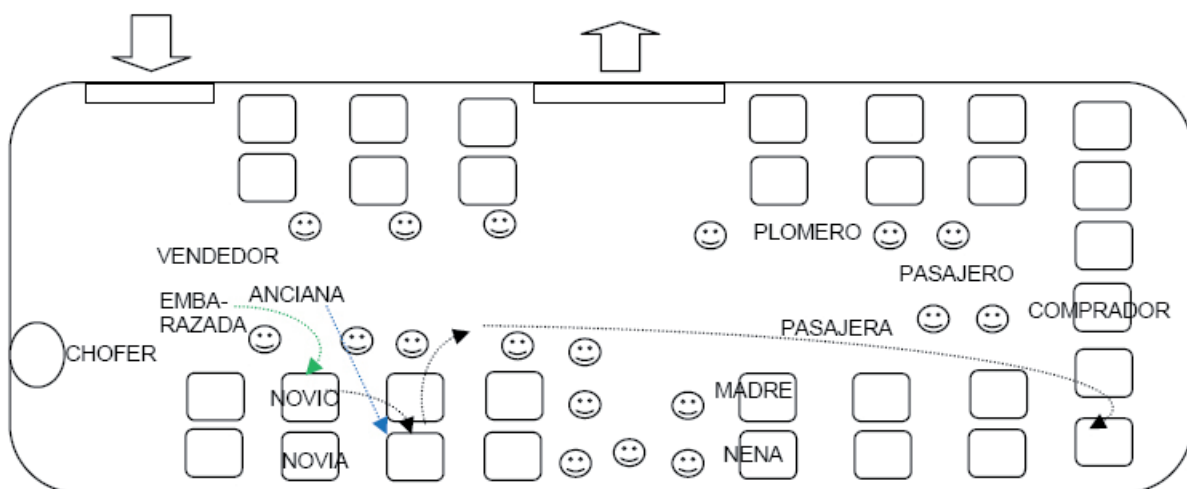 VENDEDOR
PLOMERO
PASAJERO
EMBA-
RAZADA
ANCIANA
COMPRADOR
PASAJERA
CHOFER
NOVIO
MADRE
NOVIA
NENA